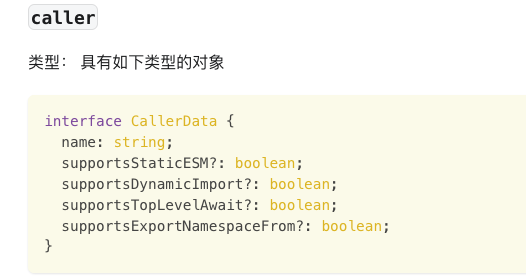 caller
类型： 具有如下类型的对象
interface CallerData {
  name: string;
  supportsStaticESM?: boolean;
  supportsDynamicImport?: boolean;
  supportsTopLevelAwait?: boolean;
  supportsExportNamespaceFrom?: boolean;
}